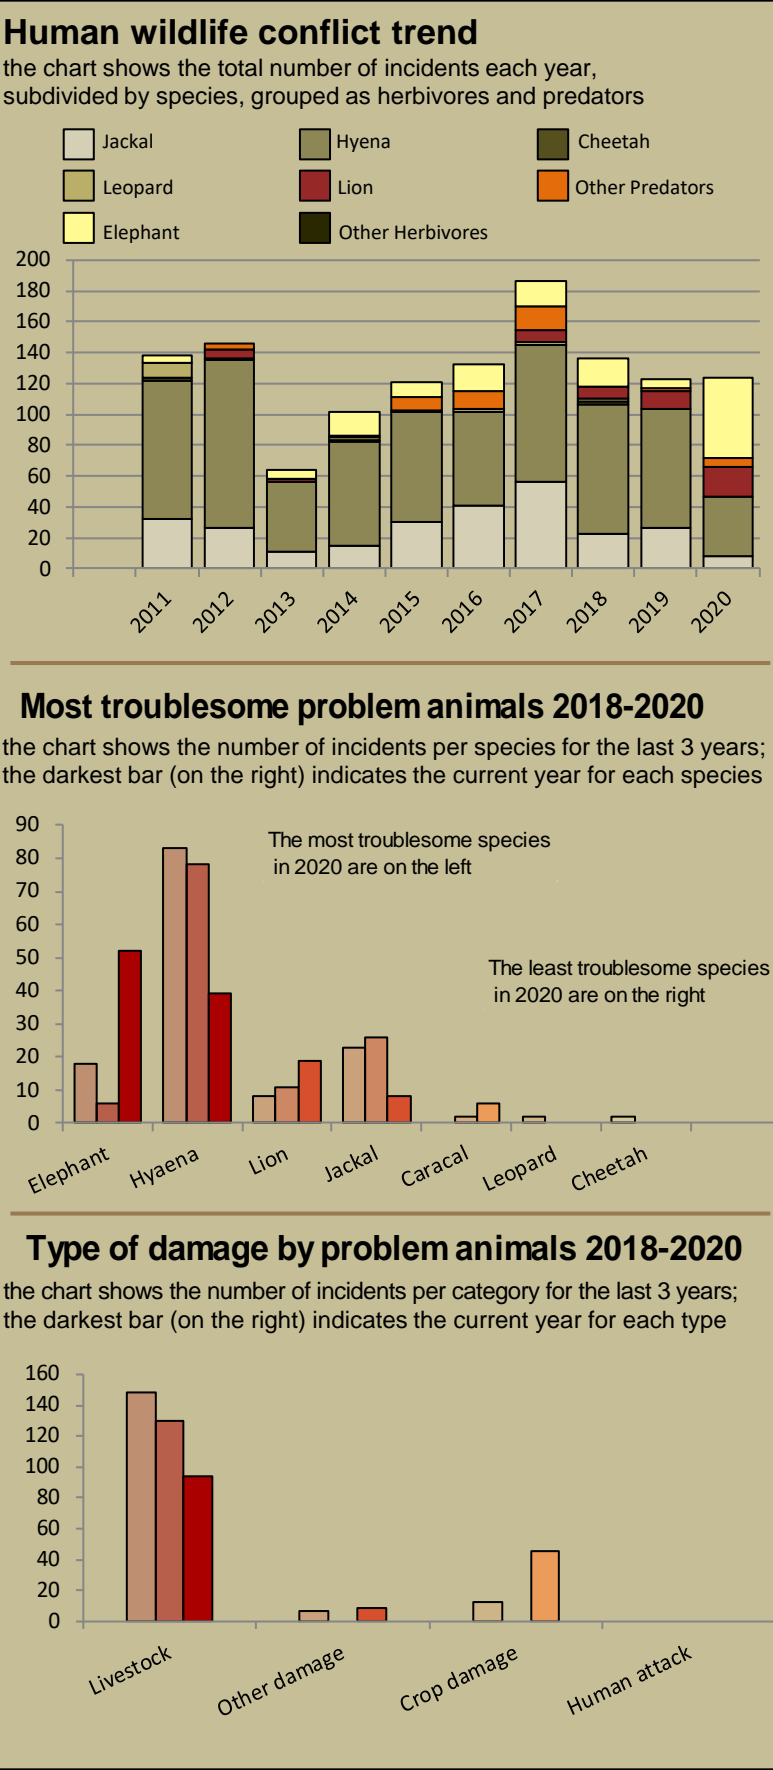 Human wildlife conflict trend
the chart shows the total number of incidents each year,
subdivided by species, grouped as herbivores and predators
Jackal Hyena Cheetah
Leopard Lion Other Predators
Elephant Other Herbivores
200
180
160
140
120
100
80
60
40
20
0
2011 2012 2013 2014 2015 2016 2017 2018 2019 2020
Most troublesome problem animals 2018-2020
the chart shows the number of incidents per species for the last 3 years;
the darkest bar (on the right) indicates the current year for each species
The most troublesome species
in 2020 are on the left
The least troublesome species
in 2020 are on the right
90
80
70
60
50
40
30
20
10
0
Elephant Hyaena Lion Jackal Caracal Leopard Cheetah
Type of damage by problem animals 2018-2020
the chart shows the number of incidents per category for the last 3 years;
the darkest bar (on the right) indicates the current year for each type
160
140
120
100
80
60
40
20
0
Livestock Other damage Crop damage Human attack